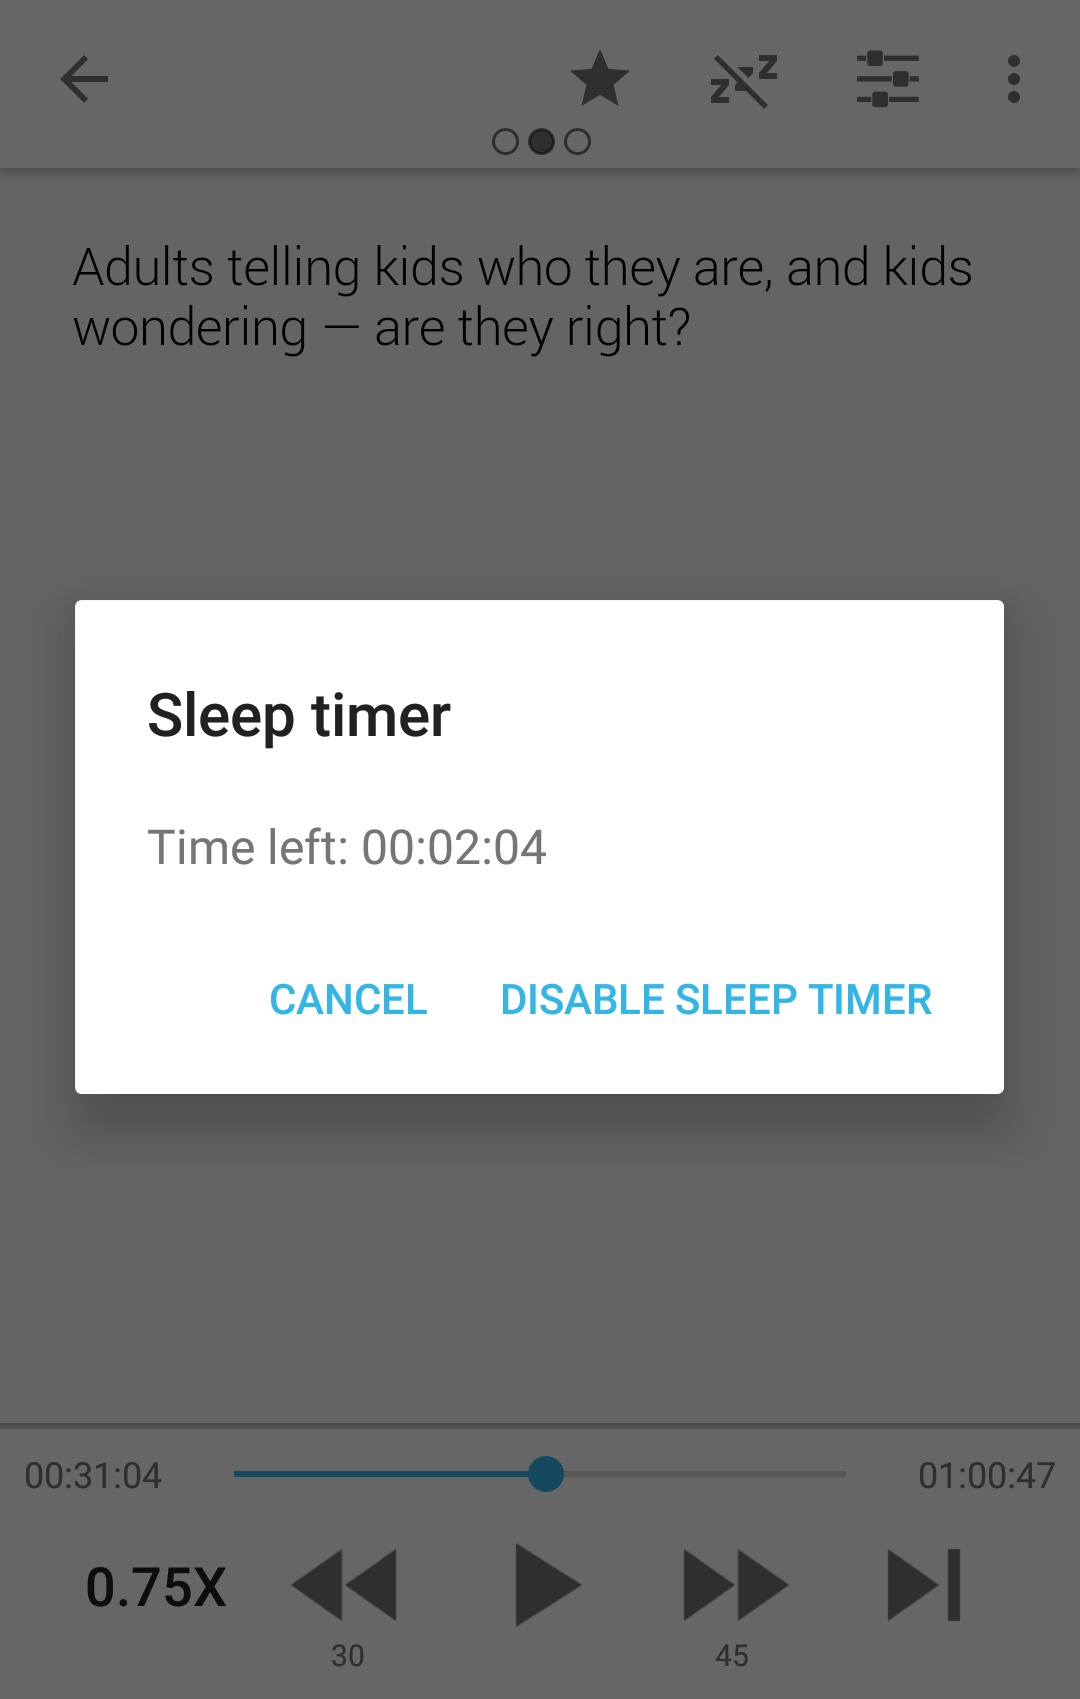 Adults telling kids who they are, and kids
wondering — are they right?
Sleep timer
Time left: 00:02:04
CANCEL DISABLE SLEEP TIMER
00:31:04 01:00:47
0.75X
30 45